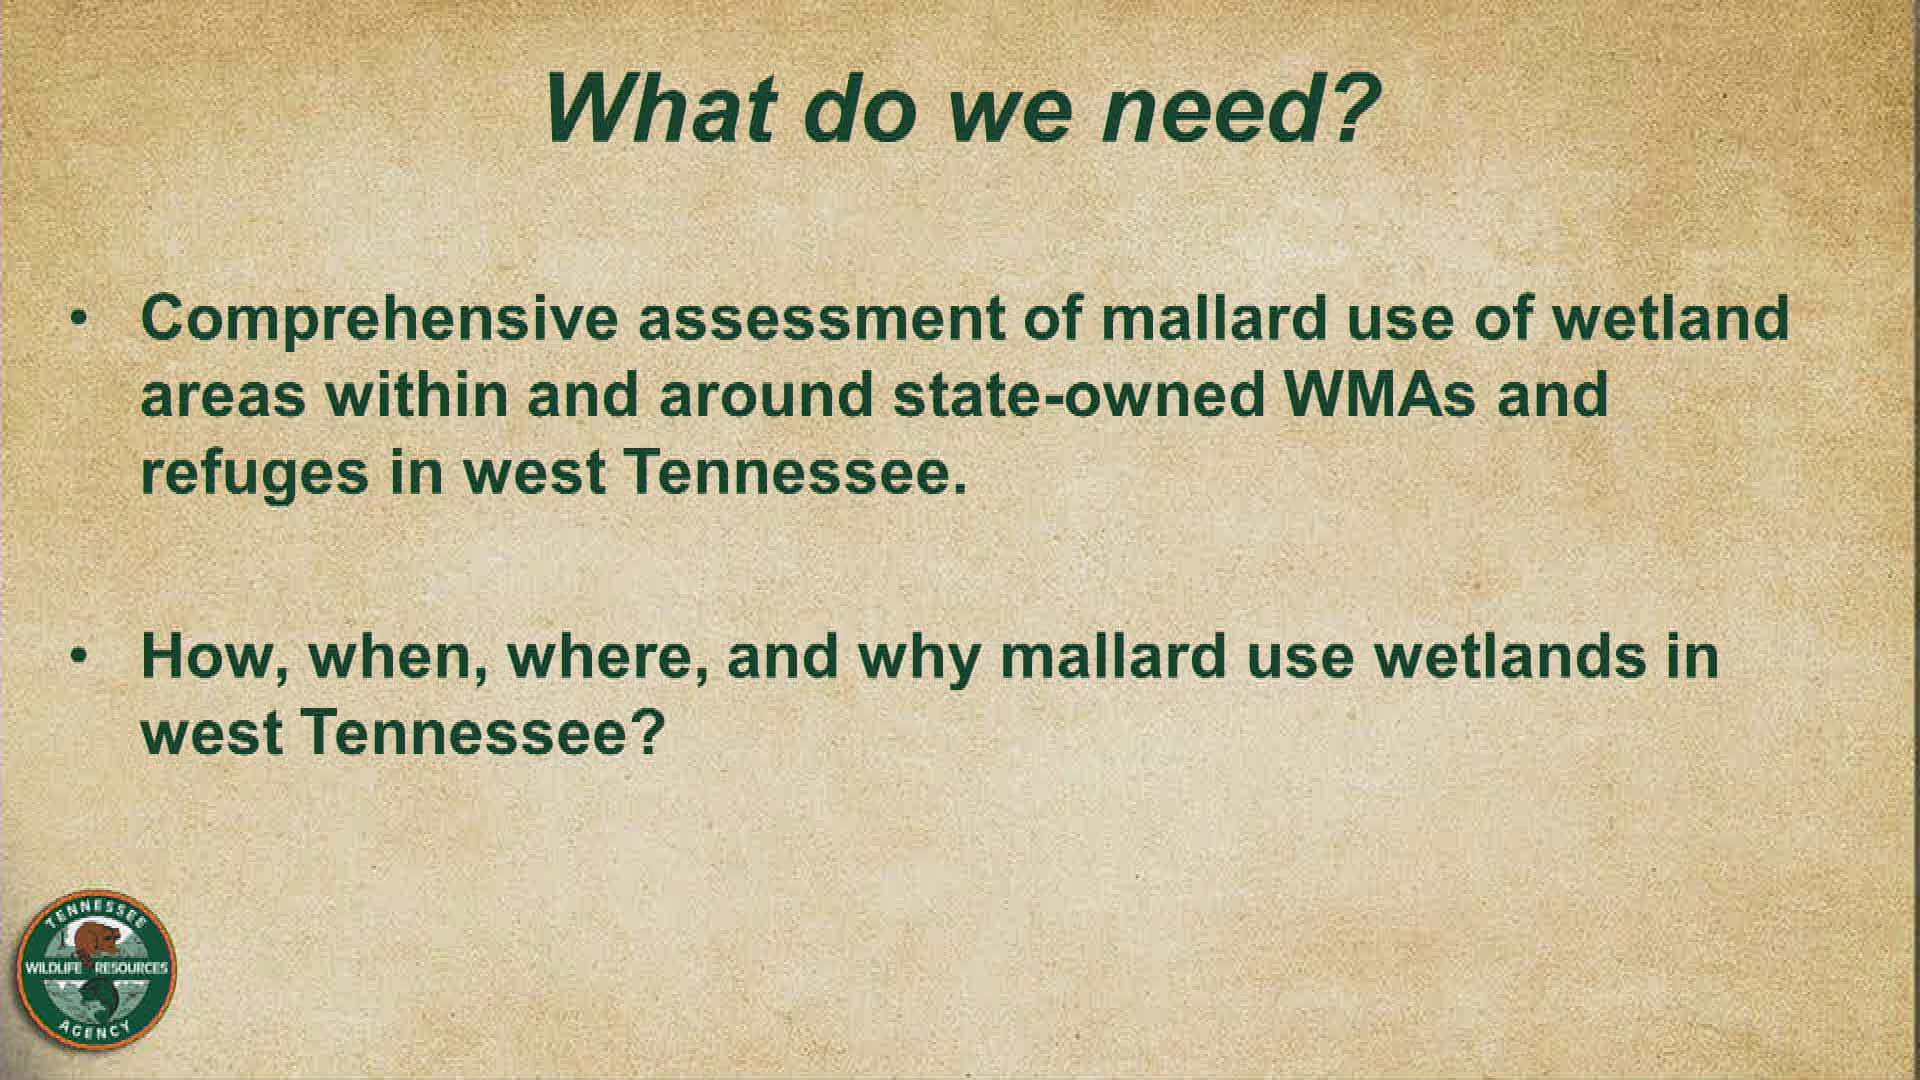 What do we need?
• Comprehensive assessment of mallard use of wetland
areas within and around state-owned WMAs and
refuges in west Tennessee.
• How, when, where, and why mallard use wetlands in
west Tennessee?
TENNESSEE
WILDLIFE RESOURCES
AGENCY